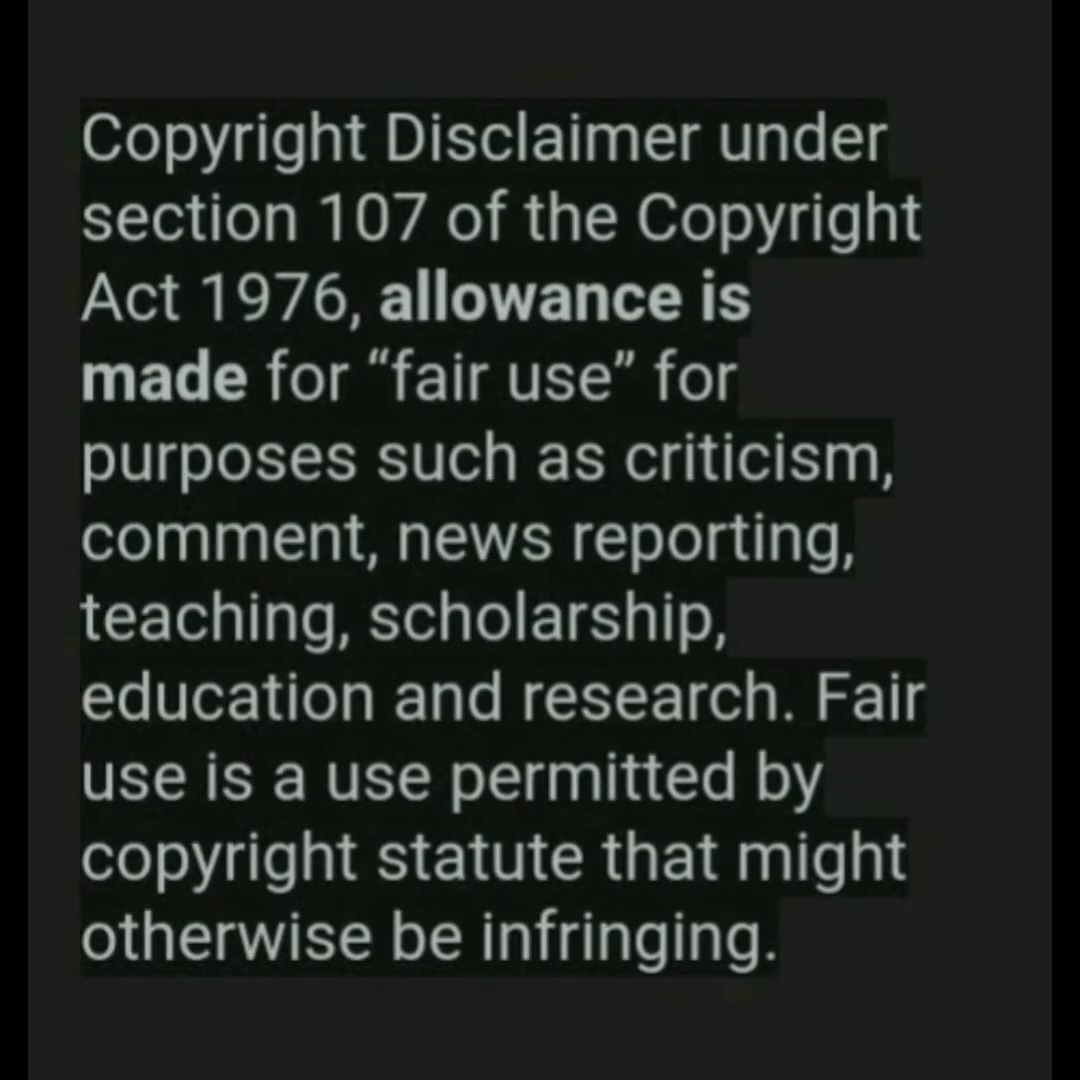 Copyright Disclaimer under
section 107 of the Copyright
Act 1976, allowance is
made for “fair use” for
purposes such as criticism,
comment, news reporting,
teaching, scholarship,
education and research. Fair
use is a use permitted by
copyright statute that might
otherwise be infringing.